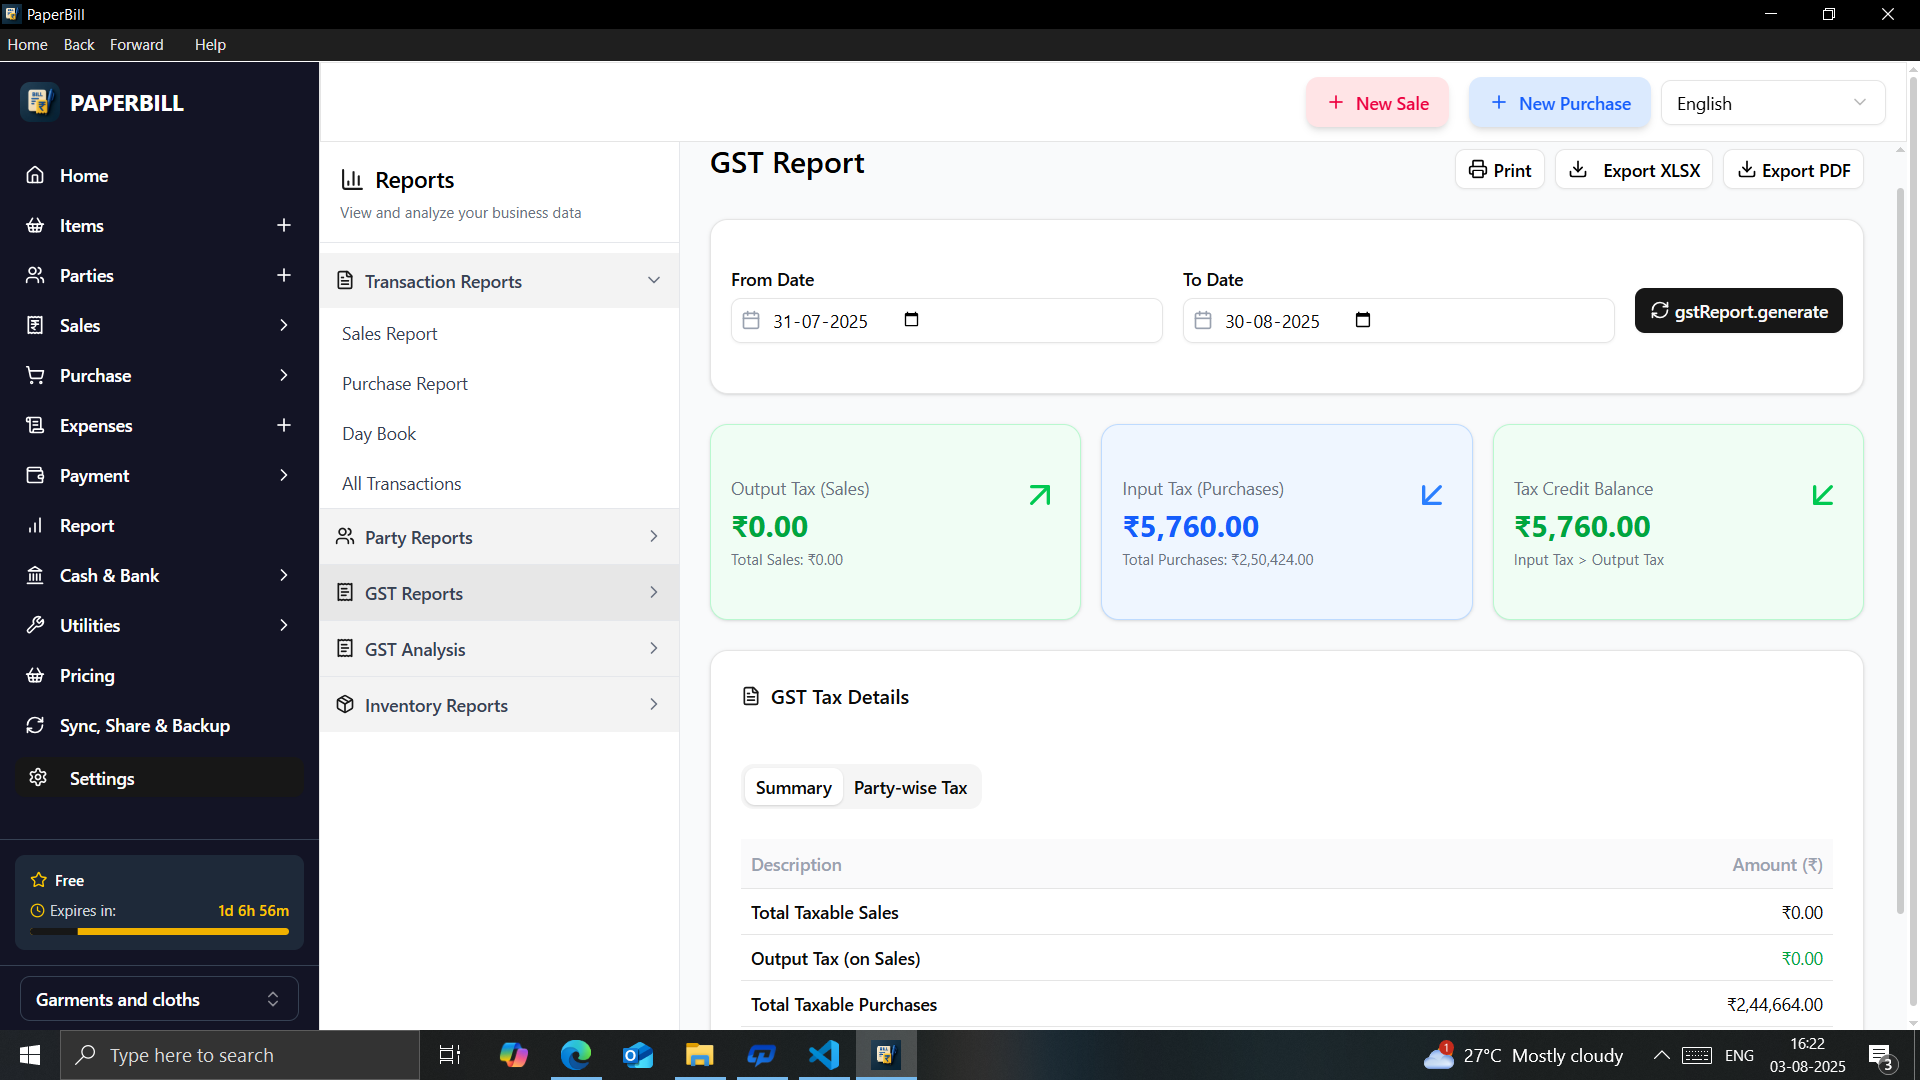 PaperBill
Home Back Forward Help
PAPERBILL
Home
Items
Parties
Sales
Purchase
Expenses
Payment
Report
Cash & Bank
Utilities
Pricing
Sync, Share & Backup
Settings
Free
Expires in: 1d 6h 56m
Garments and cloths
New Sale
New Purchase
English
Reports
View and analyze your business data
Transaction Reports
Sales Report
Purchase Report
Day Book
All Transactions
Party Reports
GST Reports
GST Analysis
Inventory Reports
GST Report
Print
Export XLSX
Export PDF
From Date
31-07-2025
To Date
30-08-2025
gstReport.generate
Output Tax (Sales)
₹0.00
Total Sales: ₹0.00
Input Tax (Purchases)
₹5,760.00
Total Purchases: ₹2,50,424.00
Tax Credit Balance
₹5,760.00
Input Tax > Output Tax
GST Tax Details
Summary Party-wise Tax
Description Amount (₹)
Total Taxable Sales ₹0.00
Output Tax (on Sales) ₹0.00
Total Taxable Purchases ₹2,44,664.00
Type here to search
1
27°C Mostly cloudy
ENG
16:22
03-08-2025
3